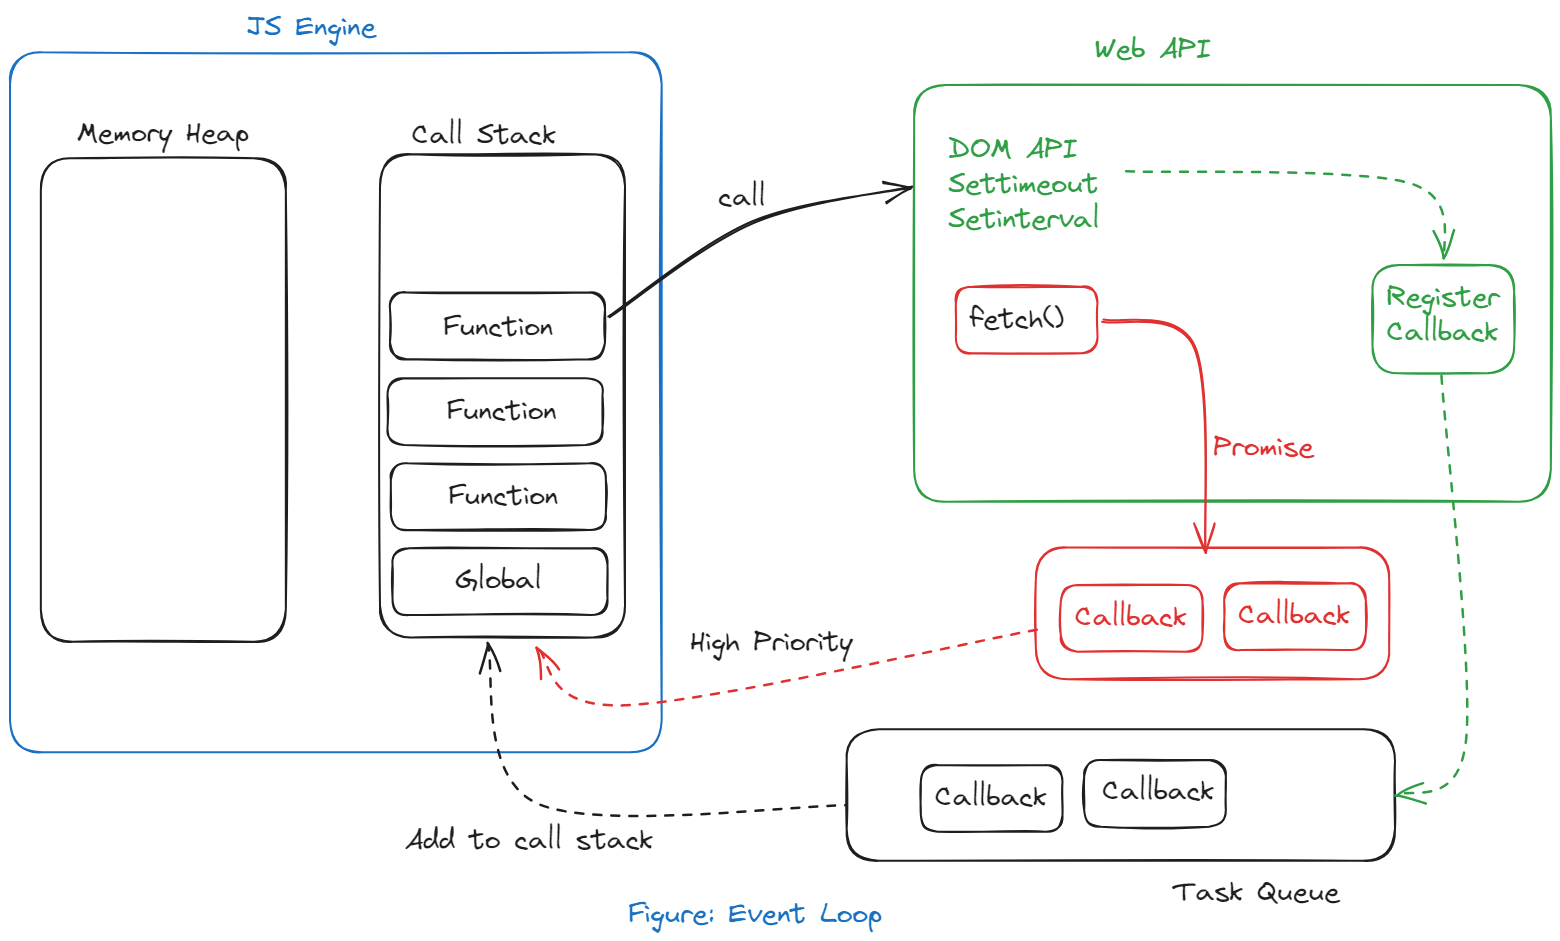 JS Engine
Memory Heap
Call Stack
Function
Function
Function
Global
call
Web API
DOM API
Settimeout
Setinterval
fetch()
Register
Callback
Promise
Callback
Callback
High Priority
Callback
Callback
Add to call stack
Task Queue
Figure: Event Loop